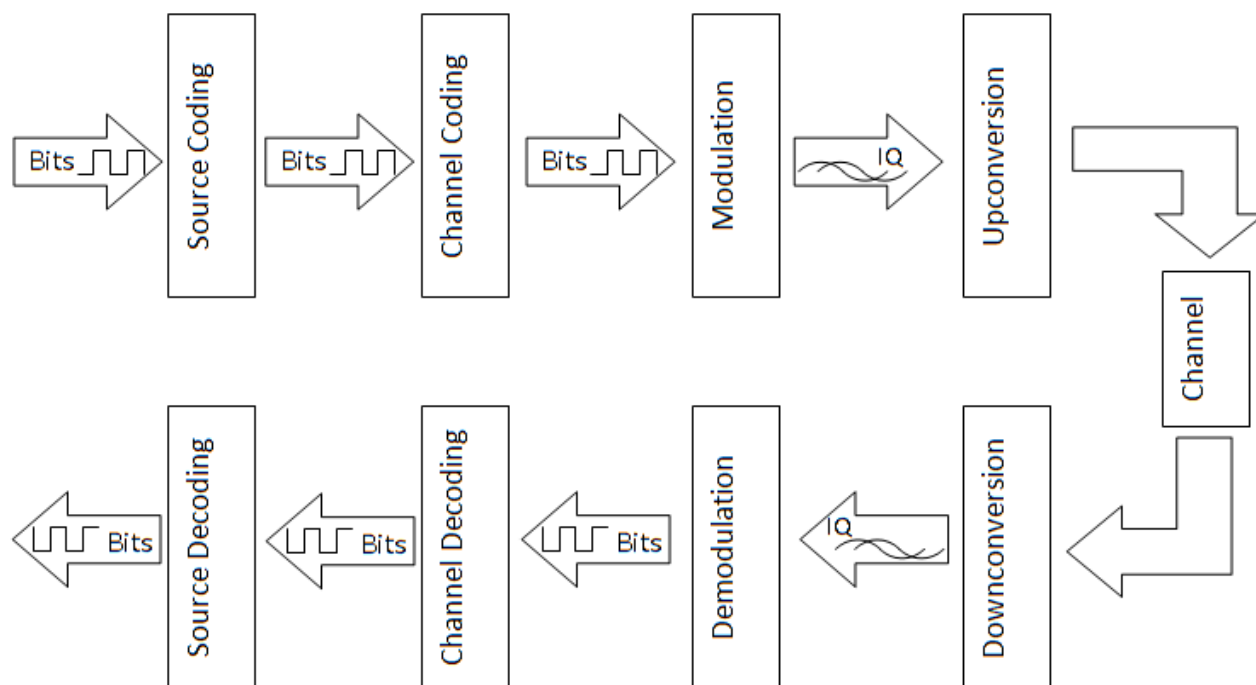 Bits
Source Coding
Bits
Channel Coding
Bits
Modulation
IQ
Upconversion
Channel
Downconversion
IQ
Demodulation
Bits
Channel Decoding
Bits
Source Decoding
Bits